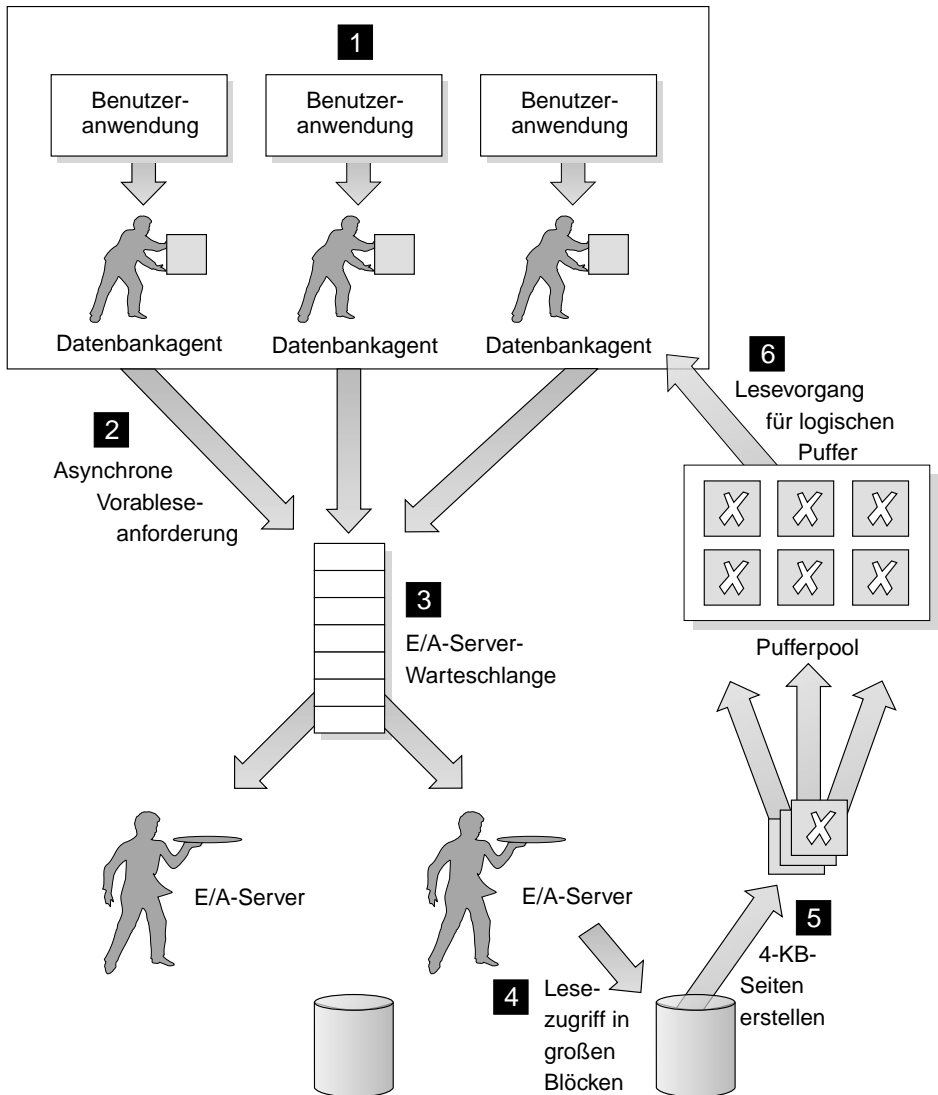 1
Benutzer-
anwendung
Benutzer-
anwendung
Benutzer-
anwendung
Datenbankagent
Datenbankagent
Datenbankagent
2
Asynchrone
Vorablese-
anforderung
3
E/A-Server-
Warteschlange
E/A-Server
E/A-Server
4
Lese-
zugriff in
großen
Blöcken
5
4-KB-
Seiten
erstellen
Pufferpool
6
Lesevorgang
für logischen
Puffer